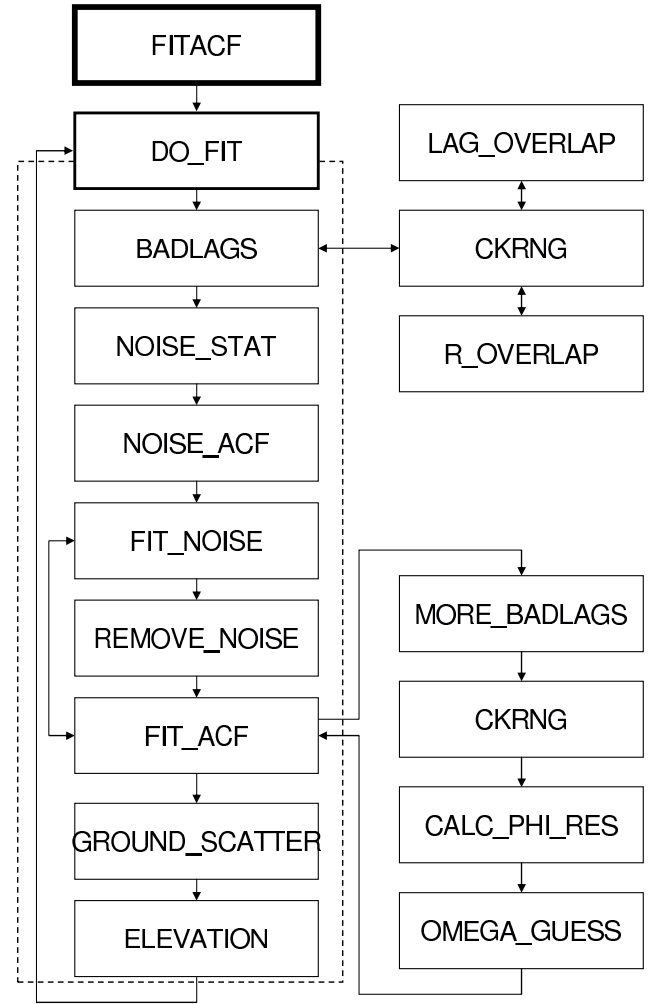 FITACF
DO_FIT
LAG_OVERLAP
BADLAGS
CKRNG
NOISE_STAT
R_OVERLAP
NOISE_ACF
FIT_NOISE
MORE_BADLAGS
REMOVE_NOISE
CKRNG
FIT_ACF
CALC_PHI_RES
GROUND_SCATTER
OMEGA_GUESS
ELEVATION